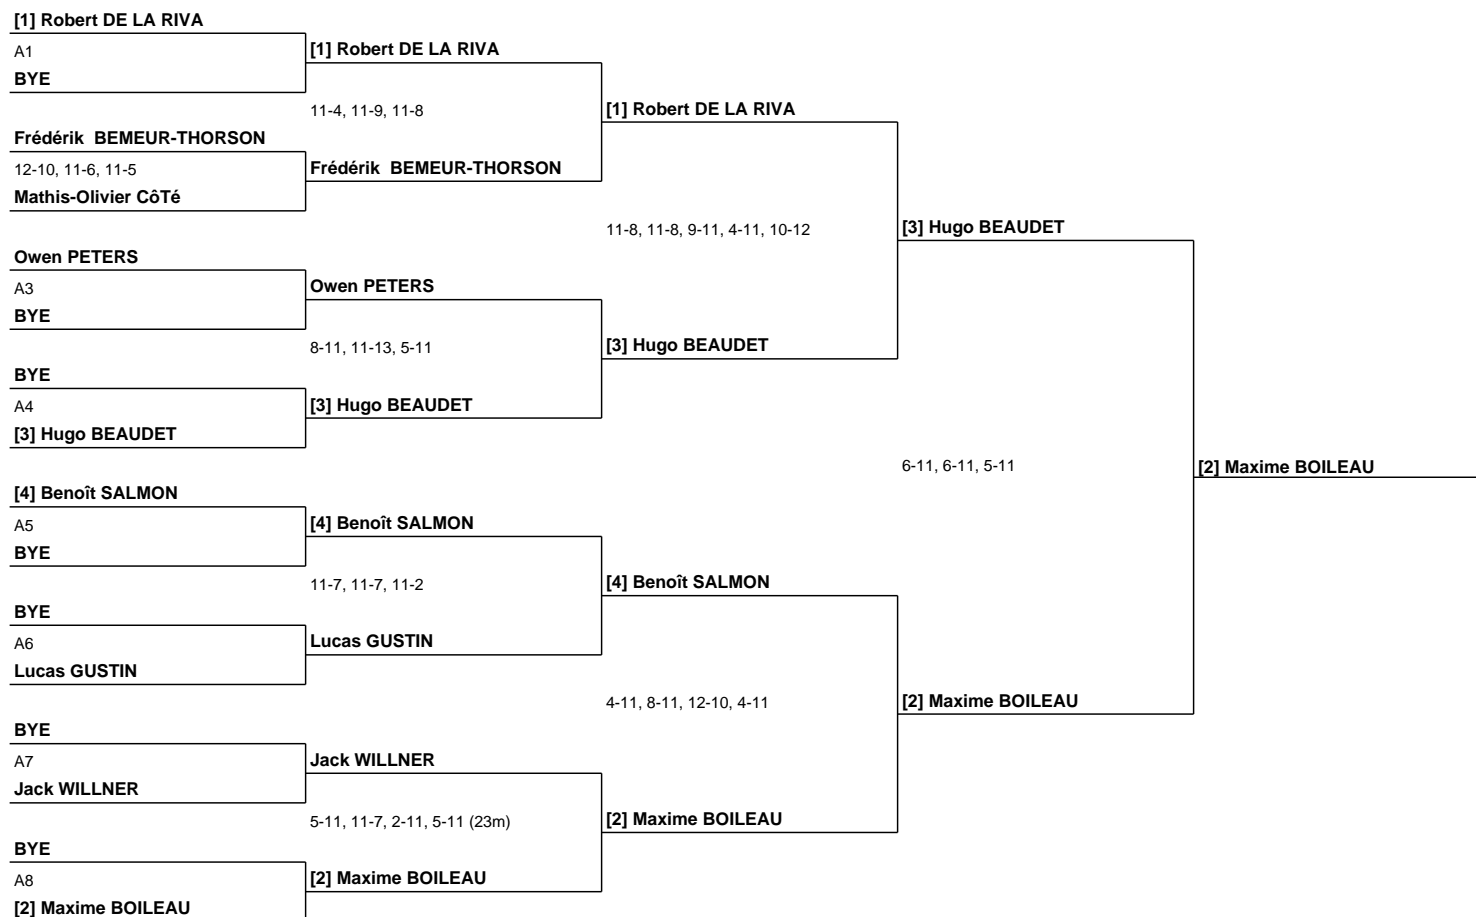 [1] Robert DE LA RIVA
A1
[1] Robert DE LA RIVA
BYE
11-4, 11-9, 11-8
[1] Robert DE LA RIVA
Frédérik  BEMEUR-THORSON
12-10, 11-6, 11-5
Frédérik  BEMEUR-THORSON
Mathis-Olivier CôTé
11-8, 11-8, 9-11, 4-11, 10-12
[3] Hugo BEAUDET
Owen PETERS
A3
Owen PETERS
BYE
8-11, 11-13, 5-11
[3] Hugo BEAUDET
BYE
A4
[3] Hugo BEAUDET
[3] Hugo BEAUDET
6-11, 6-11, 5-11
[2] Maxime BOILEAU
[4] Benoît SALMON
A5
[4] Benoît SALMON
BYE
11-7, 11-7, 11-2
[4] Benoît SALMON
BYE
A6
Lucas GUSTIN
Lucas GUSTIN
4-11, 8-11, 12-10, 4-11
[2] Maxime BOILEAU
BYE
A7
Jack WILLNER
Jack WILLNER
5-11, 11-7, 2-11, 5-11 (23m)
[2] Maxime BOILEAU
BYE
A8
[2] Maxime BOILEAU
[2] Maxime BOILEAU